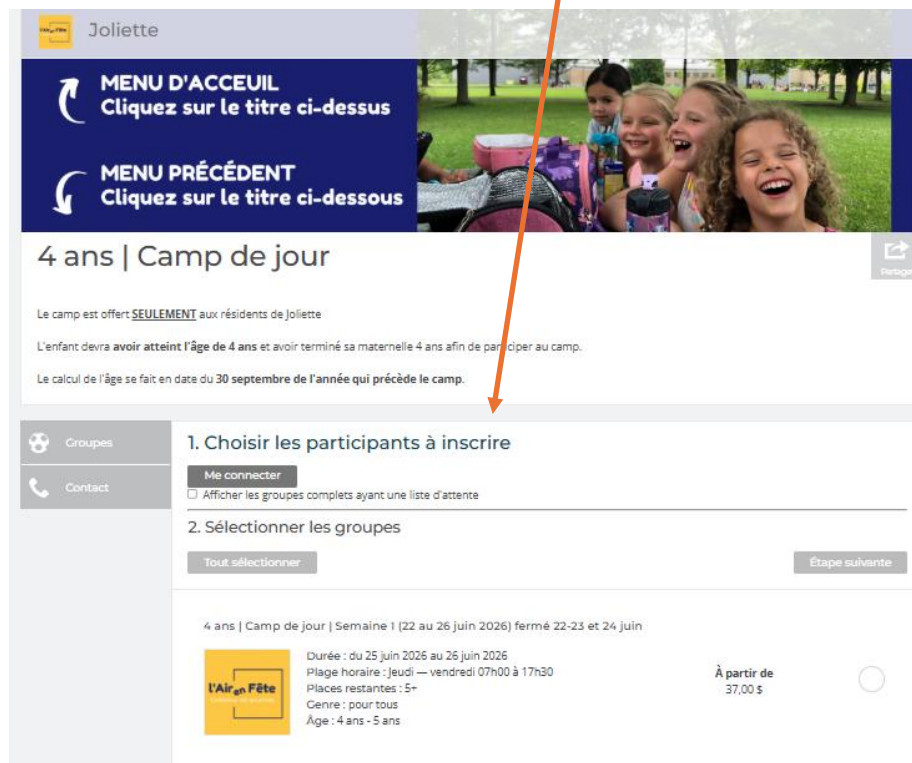 Joliette
MENU D'ACCEUIL
Cliquez sur le titre ci-dessus
MENU PRÉCÉDENT
Cliquez sur le titre ci-dessous
4 ans | Camp de jour
Partager
Le camp est offert SEULEMENT aux résidents de Joliette
L'enfant devra avoir atteint l'âge de 4 ans et avoir terminé sa maternelle 4 ans afin de participer au camp.
Le calcul de l'âge se fait en date du 30 septembre de l'année qui précède le camp.
Groupes
Contact
1. Choisir les participants à inscrire
Me connecter
Afficher les groupes complets ayant une liste d'attente
2. Sélectionner les groupes
Tout sélectionner
Étape suivante
4 ans | Camp de jour | Semaine 1 (22 au 26 juin 2026) fermé 22-23 et 24 juin
l'Air en Fête
Durée : du 25 juin 2026 au 26 juin 2026
Plage horaire : Jeudi — vendredi 07h00 à 17h30
Places restantes : 5+
Genre : pour tous
Âge : 4 ans - 5 ans
À partir de
37,00 $